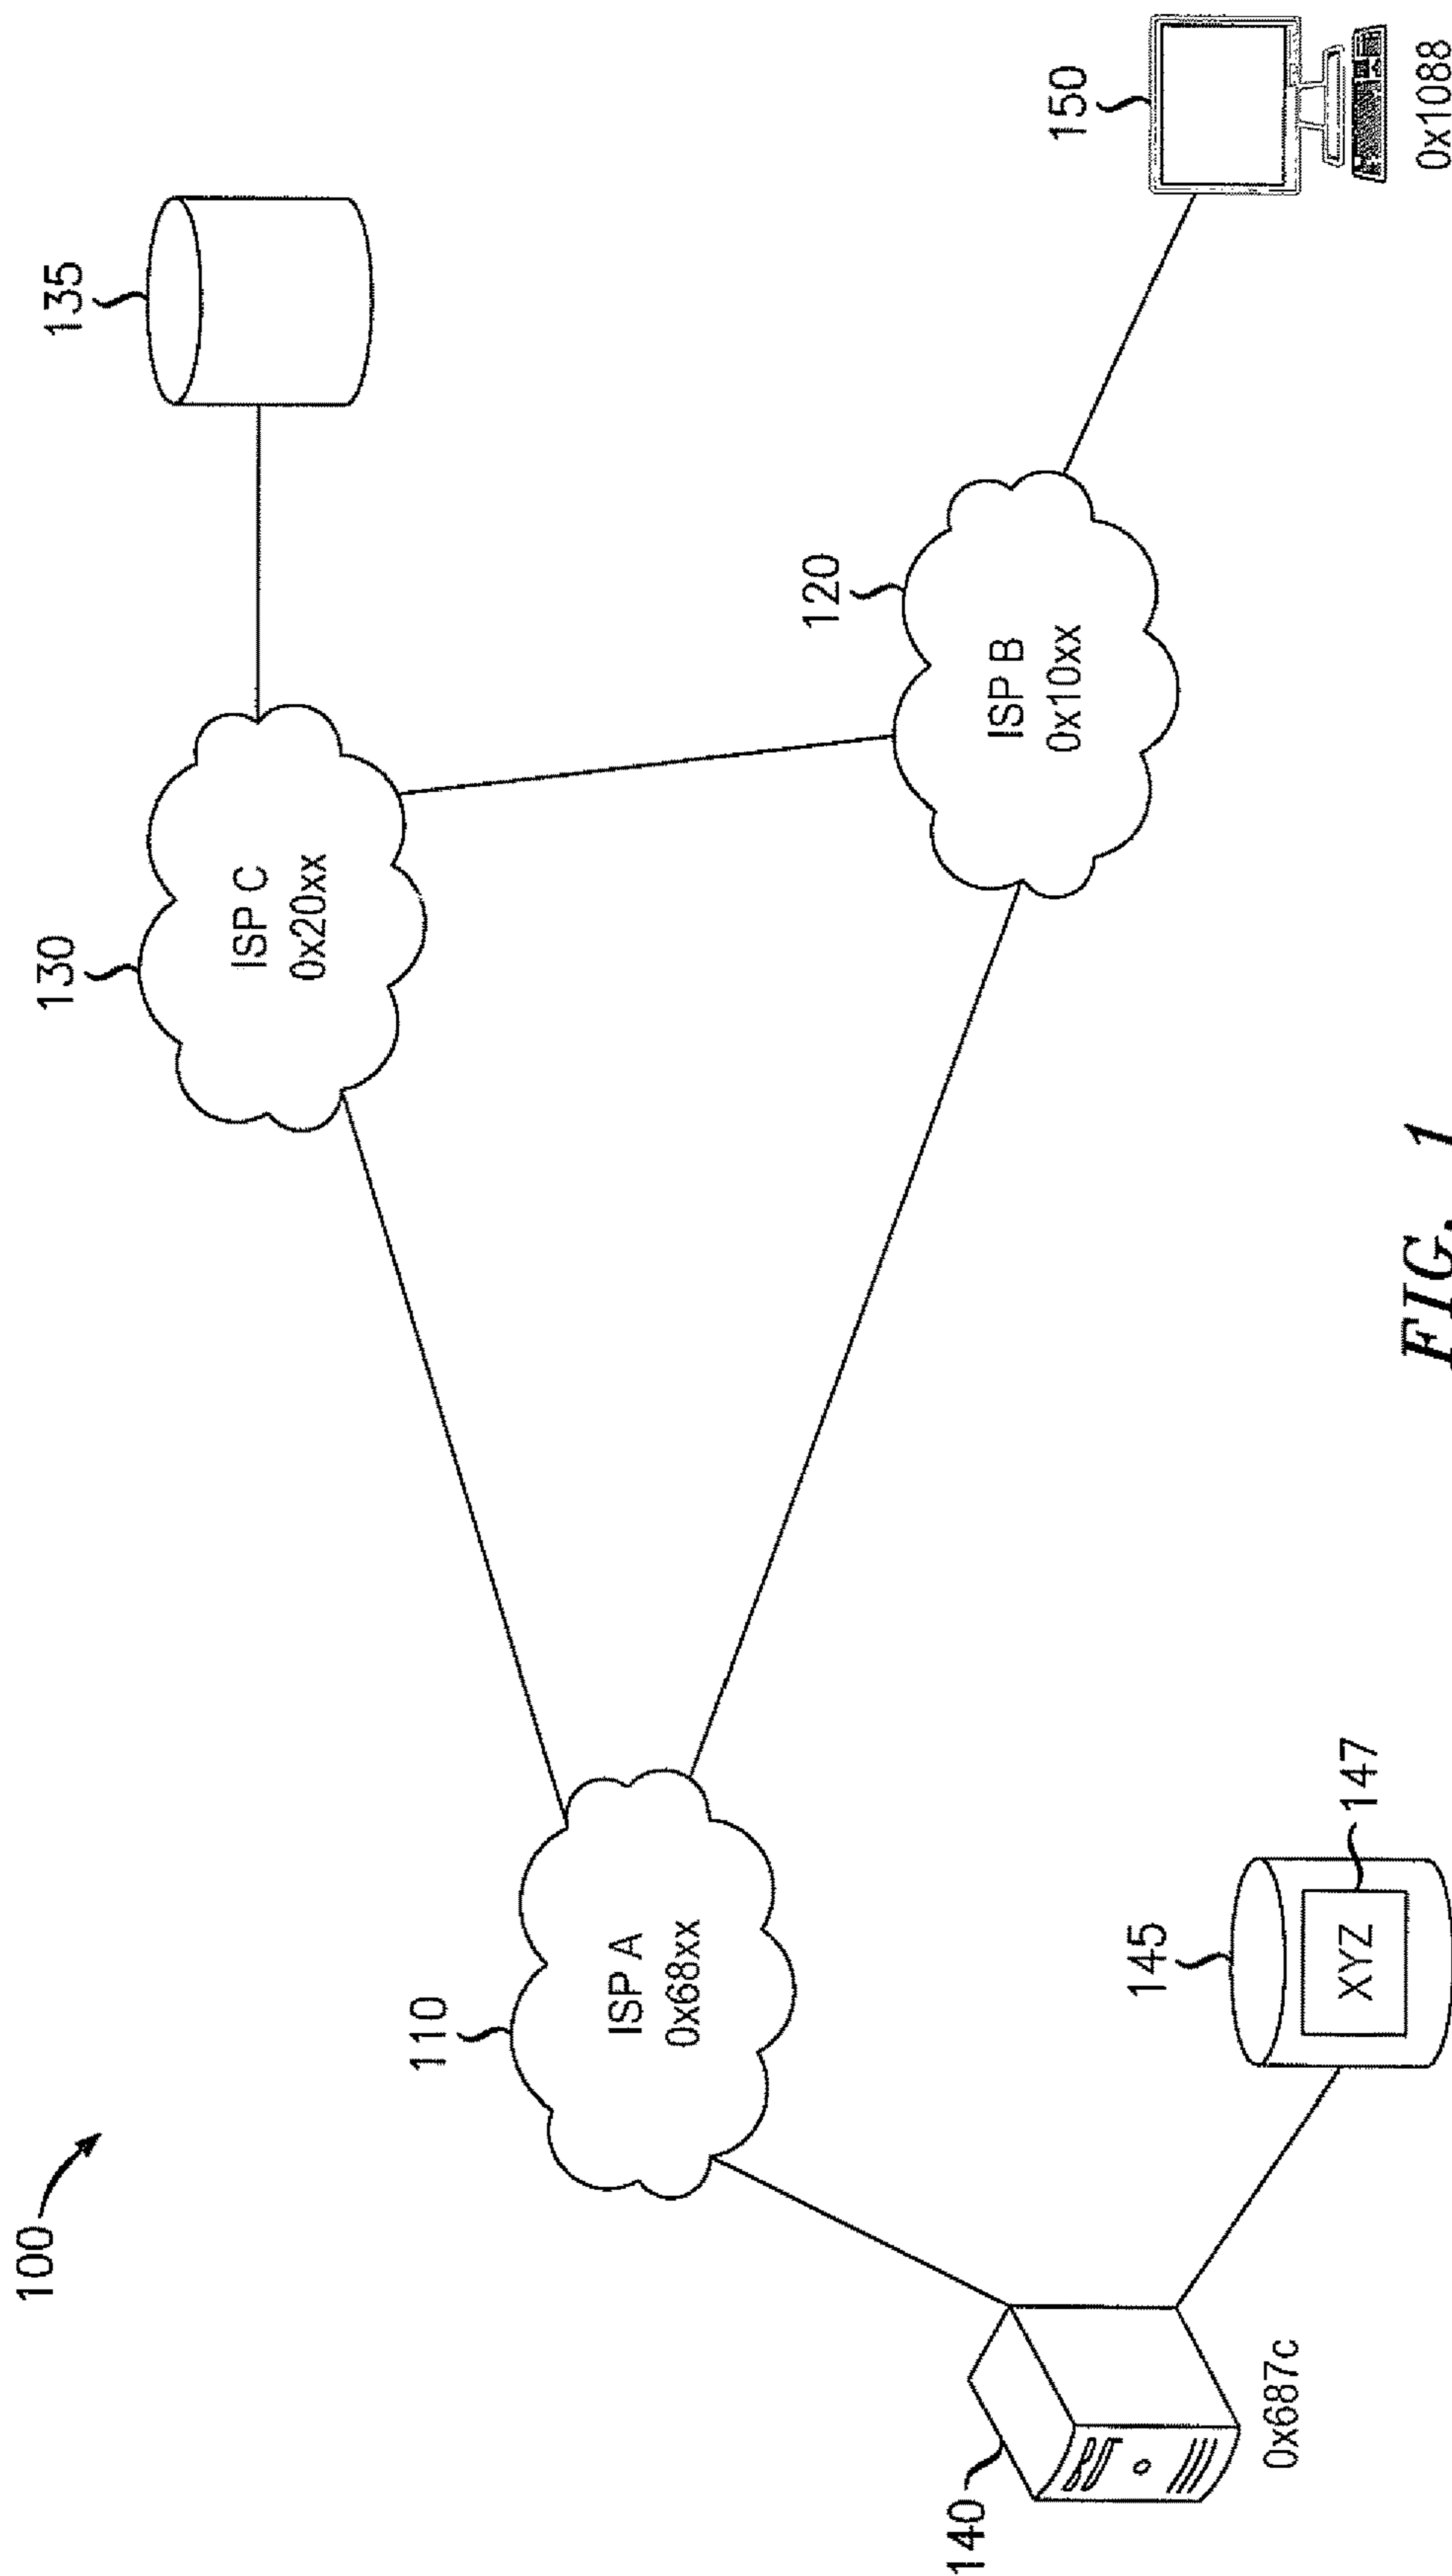 100
130
ISP C
0x20xx
135
110
ISP A
0x68xx
120
ISP B
0x10xx
150
0x1088
140
0x687c
145
XYZ
147
FIG. 1